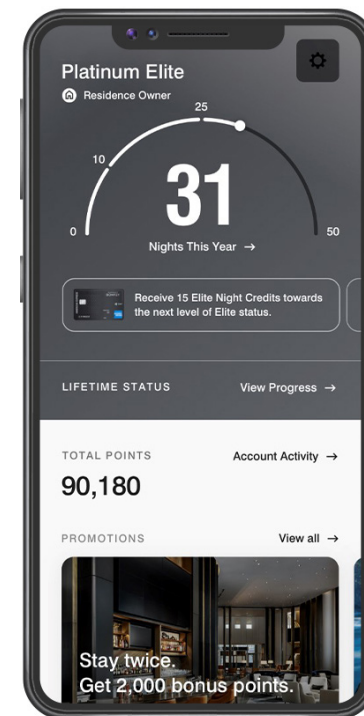 Platinum Elite
Residence Owner
25
10
31
0
50
Nights This Year →
Receive 15 Elite Night Credits towards
the next level of Elite status.
LIFETIME STATUS
View Progress →
TOTAL POINTS
Account Activity →
90,180
PROMOTIONS
View all →
Stay twice.
Get 2,000 bonus points.